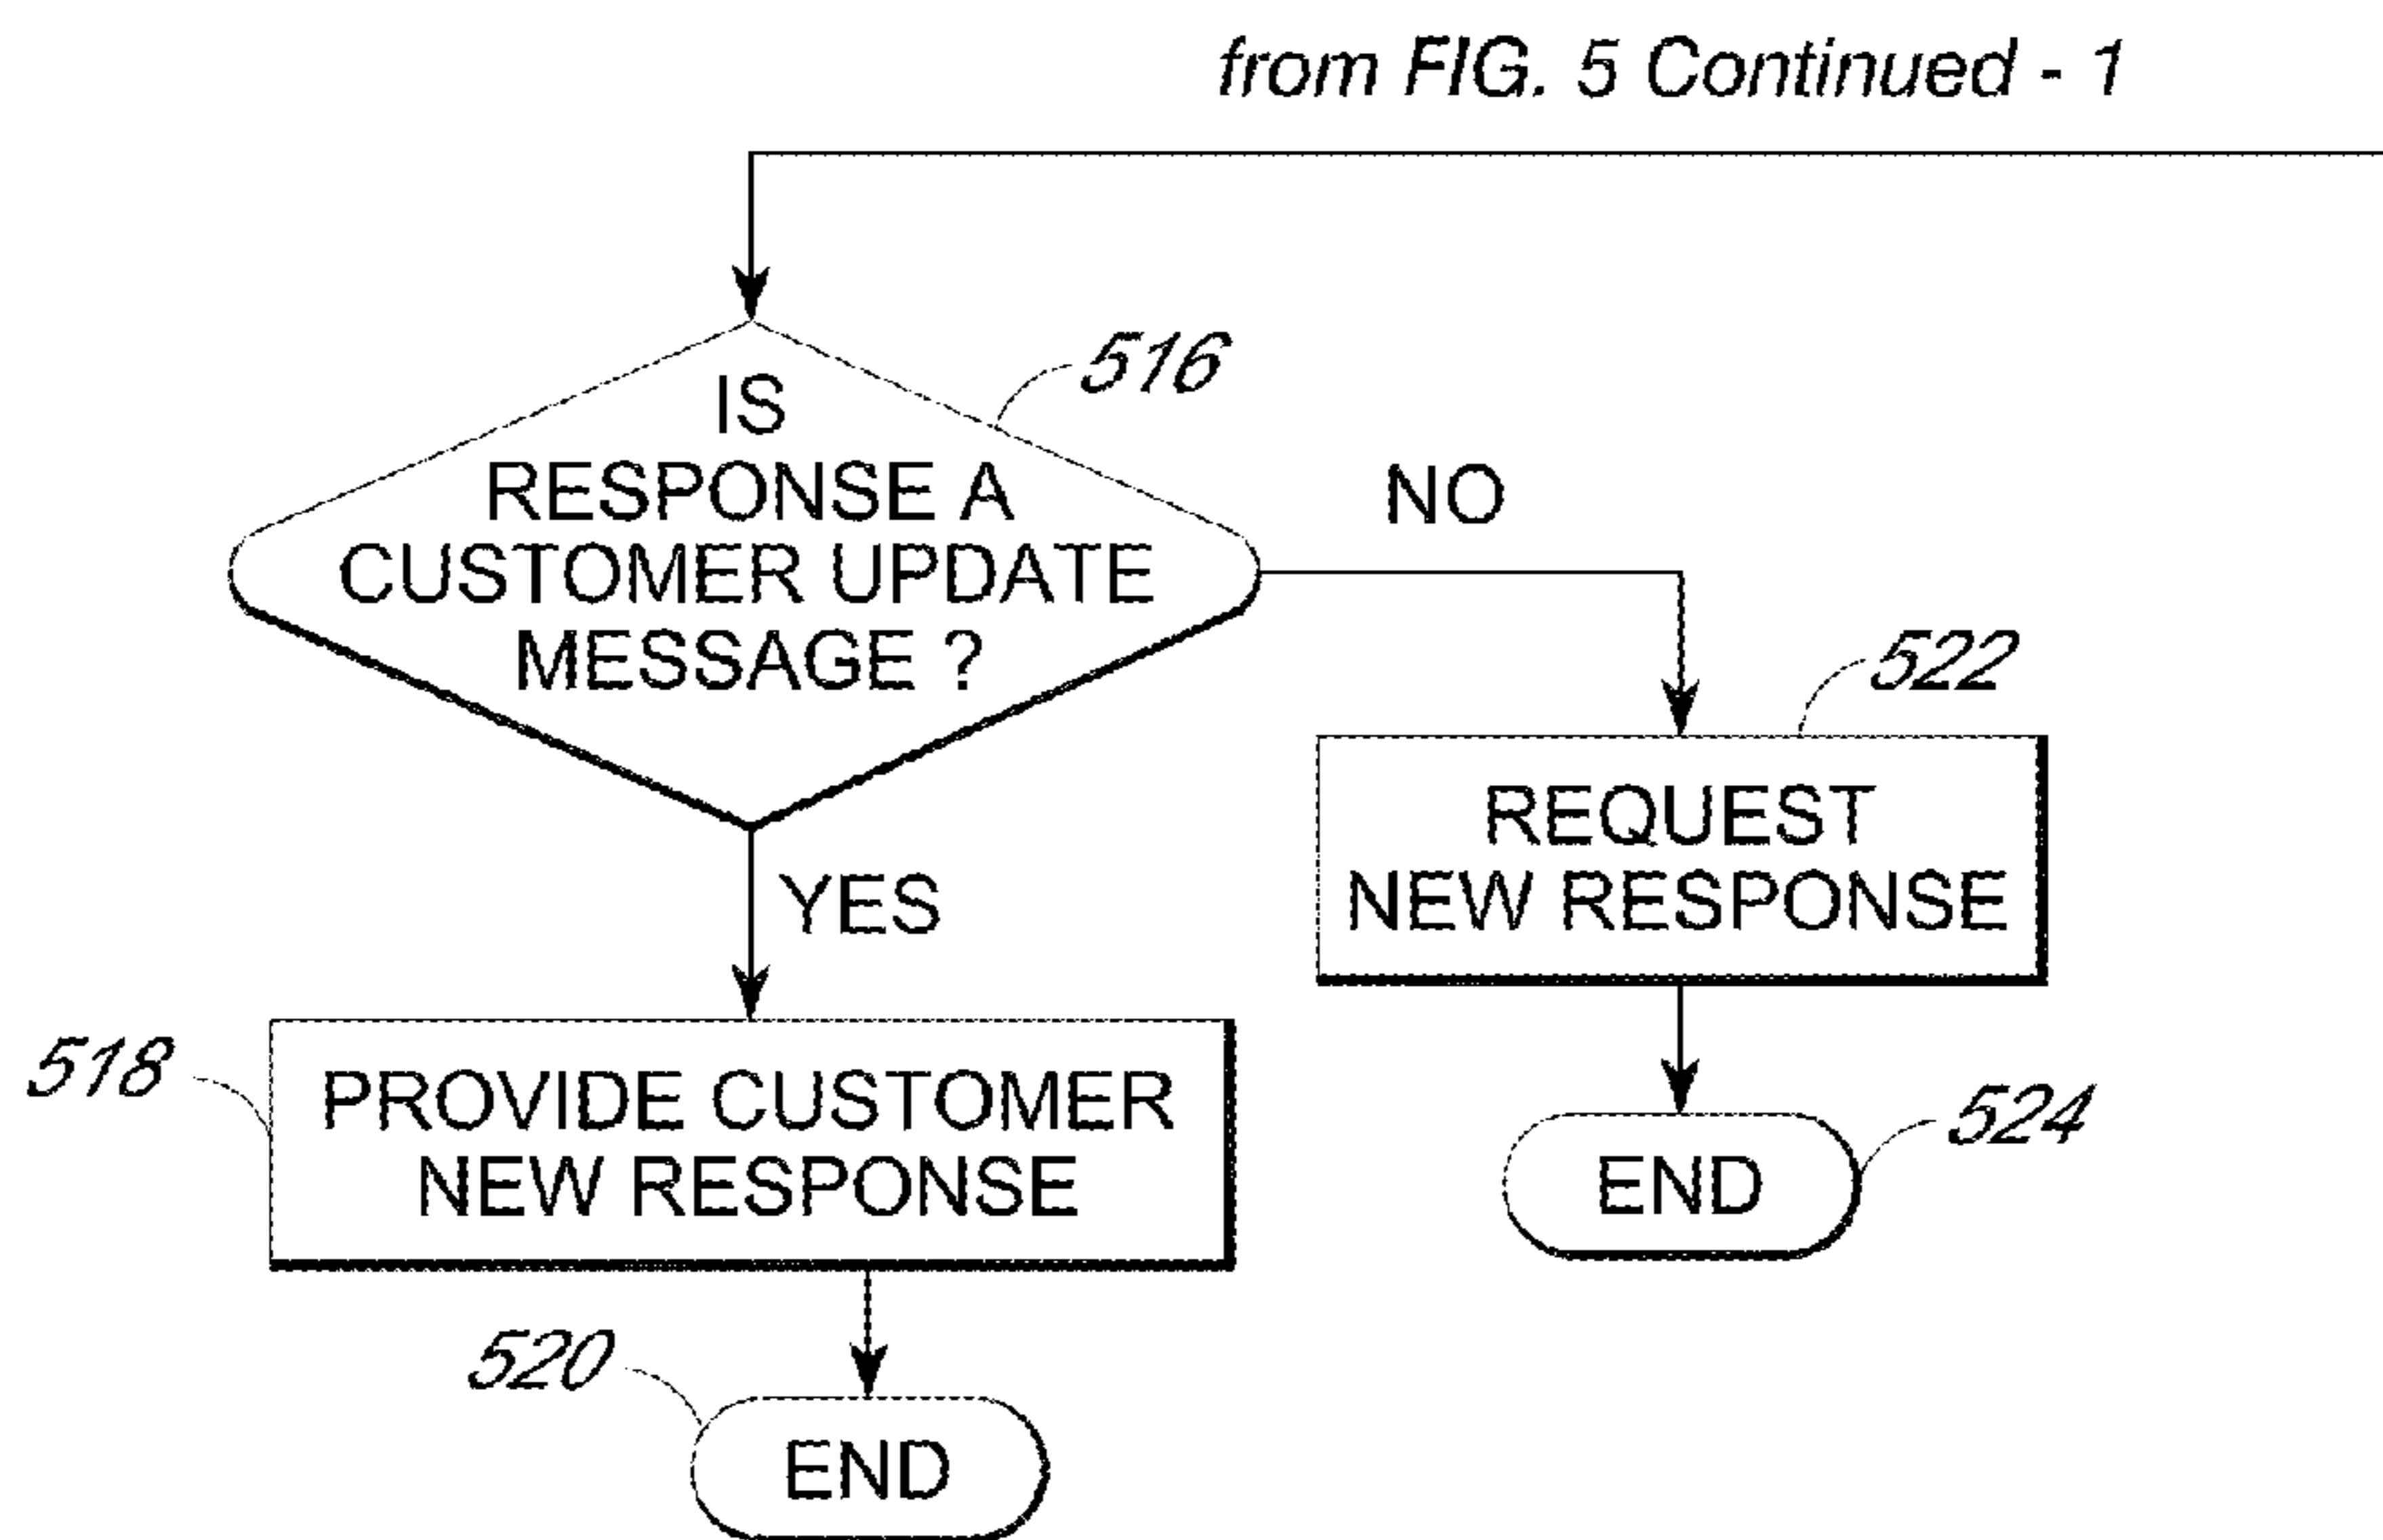 from FIG. 5 Continued - 1
516
IS
RESPONSE A
CUSTOMER UPDATE
MESSAGE ?
NO
522
REQUEST
NEW RESPONSE
YES
518
PROVIDE CUSTOMER
NEW RESPONSE
524
END
520
END